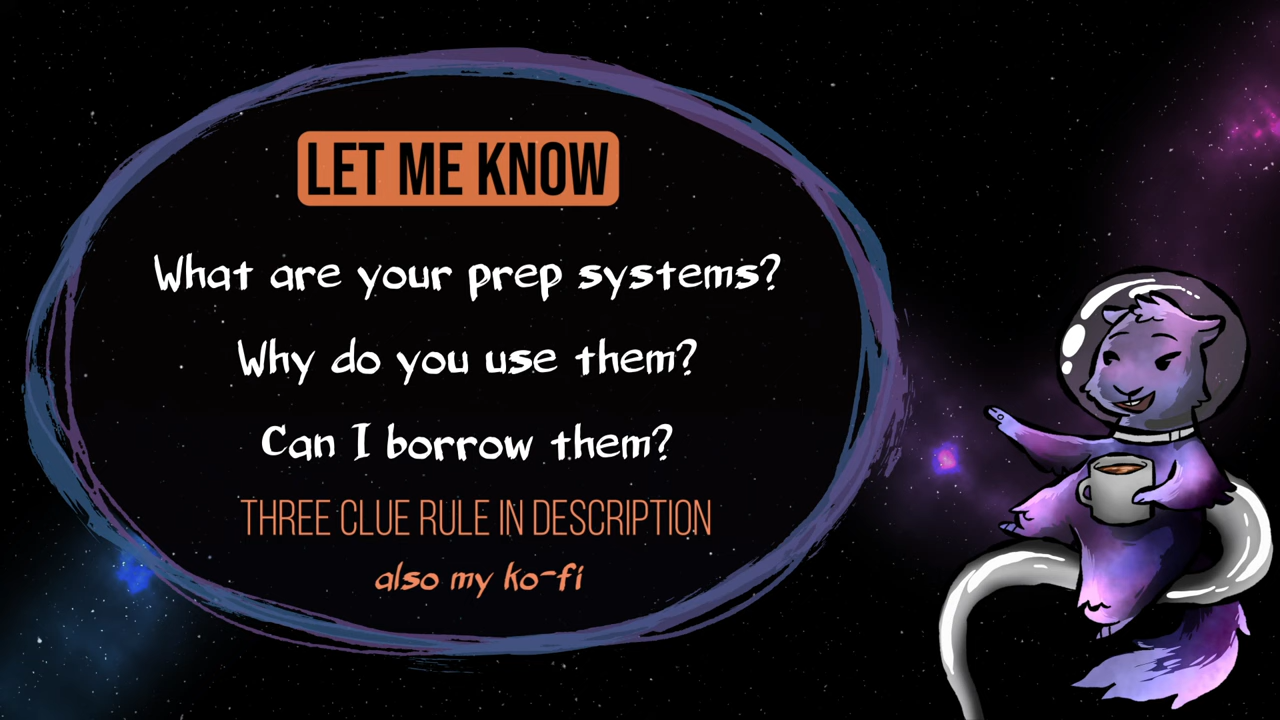 LET ME KNOW
What are your prep systems?
Why do you use them?
Can I borrow them?
THREE CLUE RULE IN DESCRIPTION
also my ko-fi